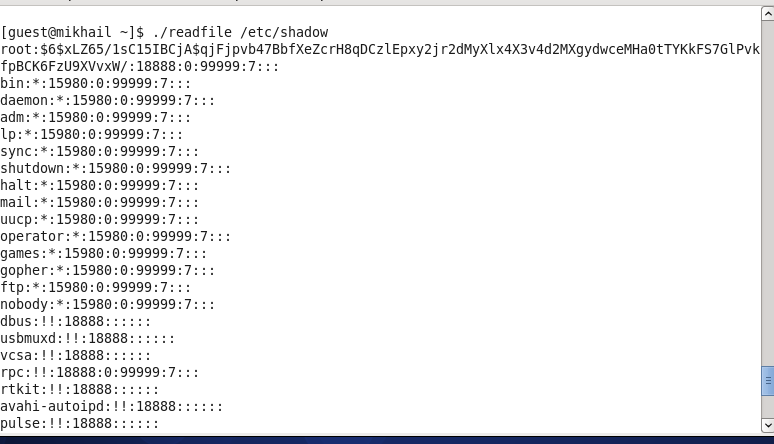 [guest@mikhail ~]$ ./readfile /etc/shadow
root:$6$xLZ65/1sC15IBCjA$qjFjpvb47BbfXeZcrH8qDCzlEpxy2jr2dMyXlx4X3v4d2MXgydwceMHa0tTYKkFS7GlPvk
fpBCK6FzU9XVvxW/:18888:0:99999:7:::
bin:*:15980:0:99999:7:::
daemon:*:15980:0:99999:7:::
adm:*:15980:0:99999:7:::
lp:*:15980:0:99999:7:::
sync:*:15980:0:99999:7:::
shutdown:*:15980:0:99999:7:::
halt:*:15980:0:99999:7:::
mail:*:15980:0:99999:7:::
uucp:*:15980:0:99999:7:::
operator:*:15980:0:99999:7:::
games:*:15980:0:99999:7:::
gopher:*:15980:0:99999:7:::
ftp:*:15980:0:99999:7:::
nobody:*:15980:0:99999:7:::
dbus:!!:18888::::::
usbmuxd:!!:18888::::::
vcsa:!!:18888::::::
rpc:!!:18888:0:99999:7:::
rtkit:!!:18888::::::
avahi-autoipd:!!:18888::::::
pulse:!!:18888::::::